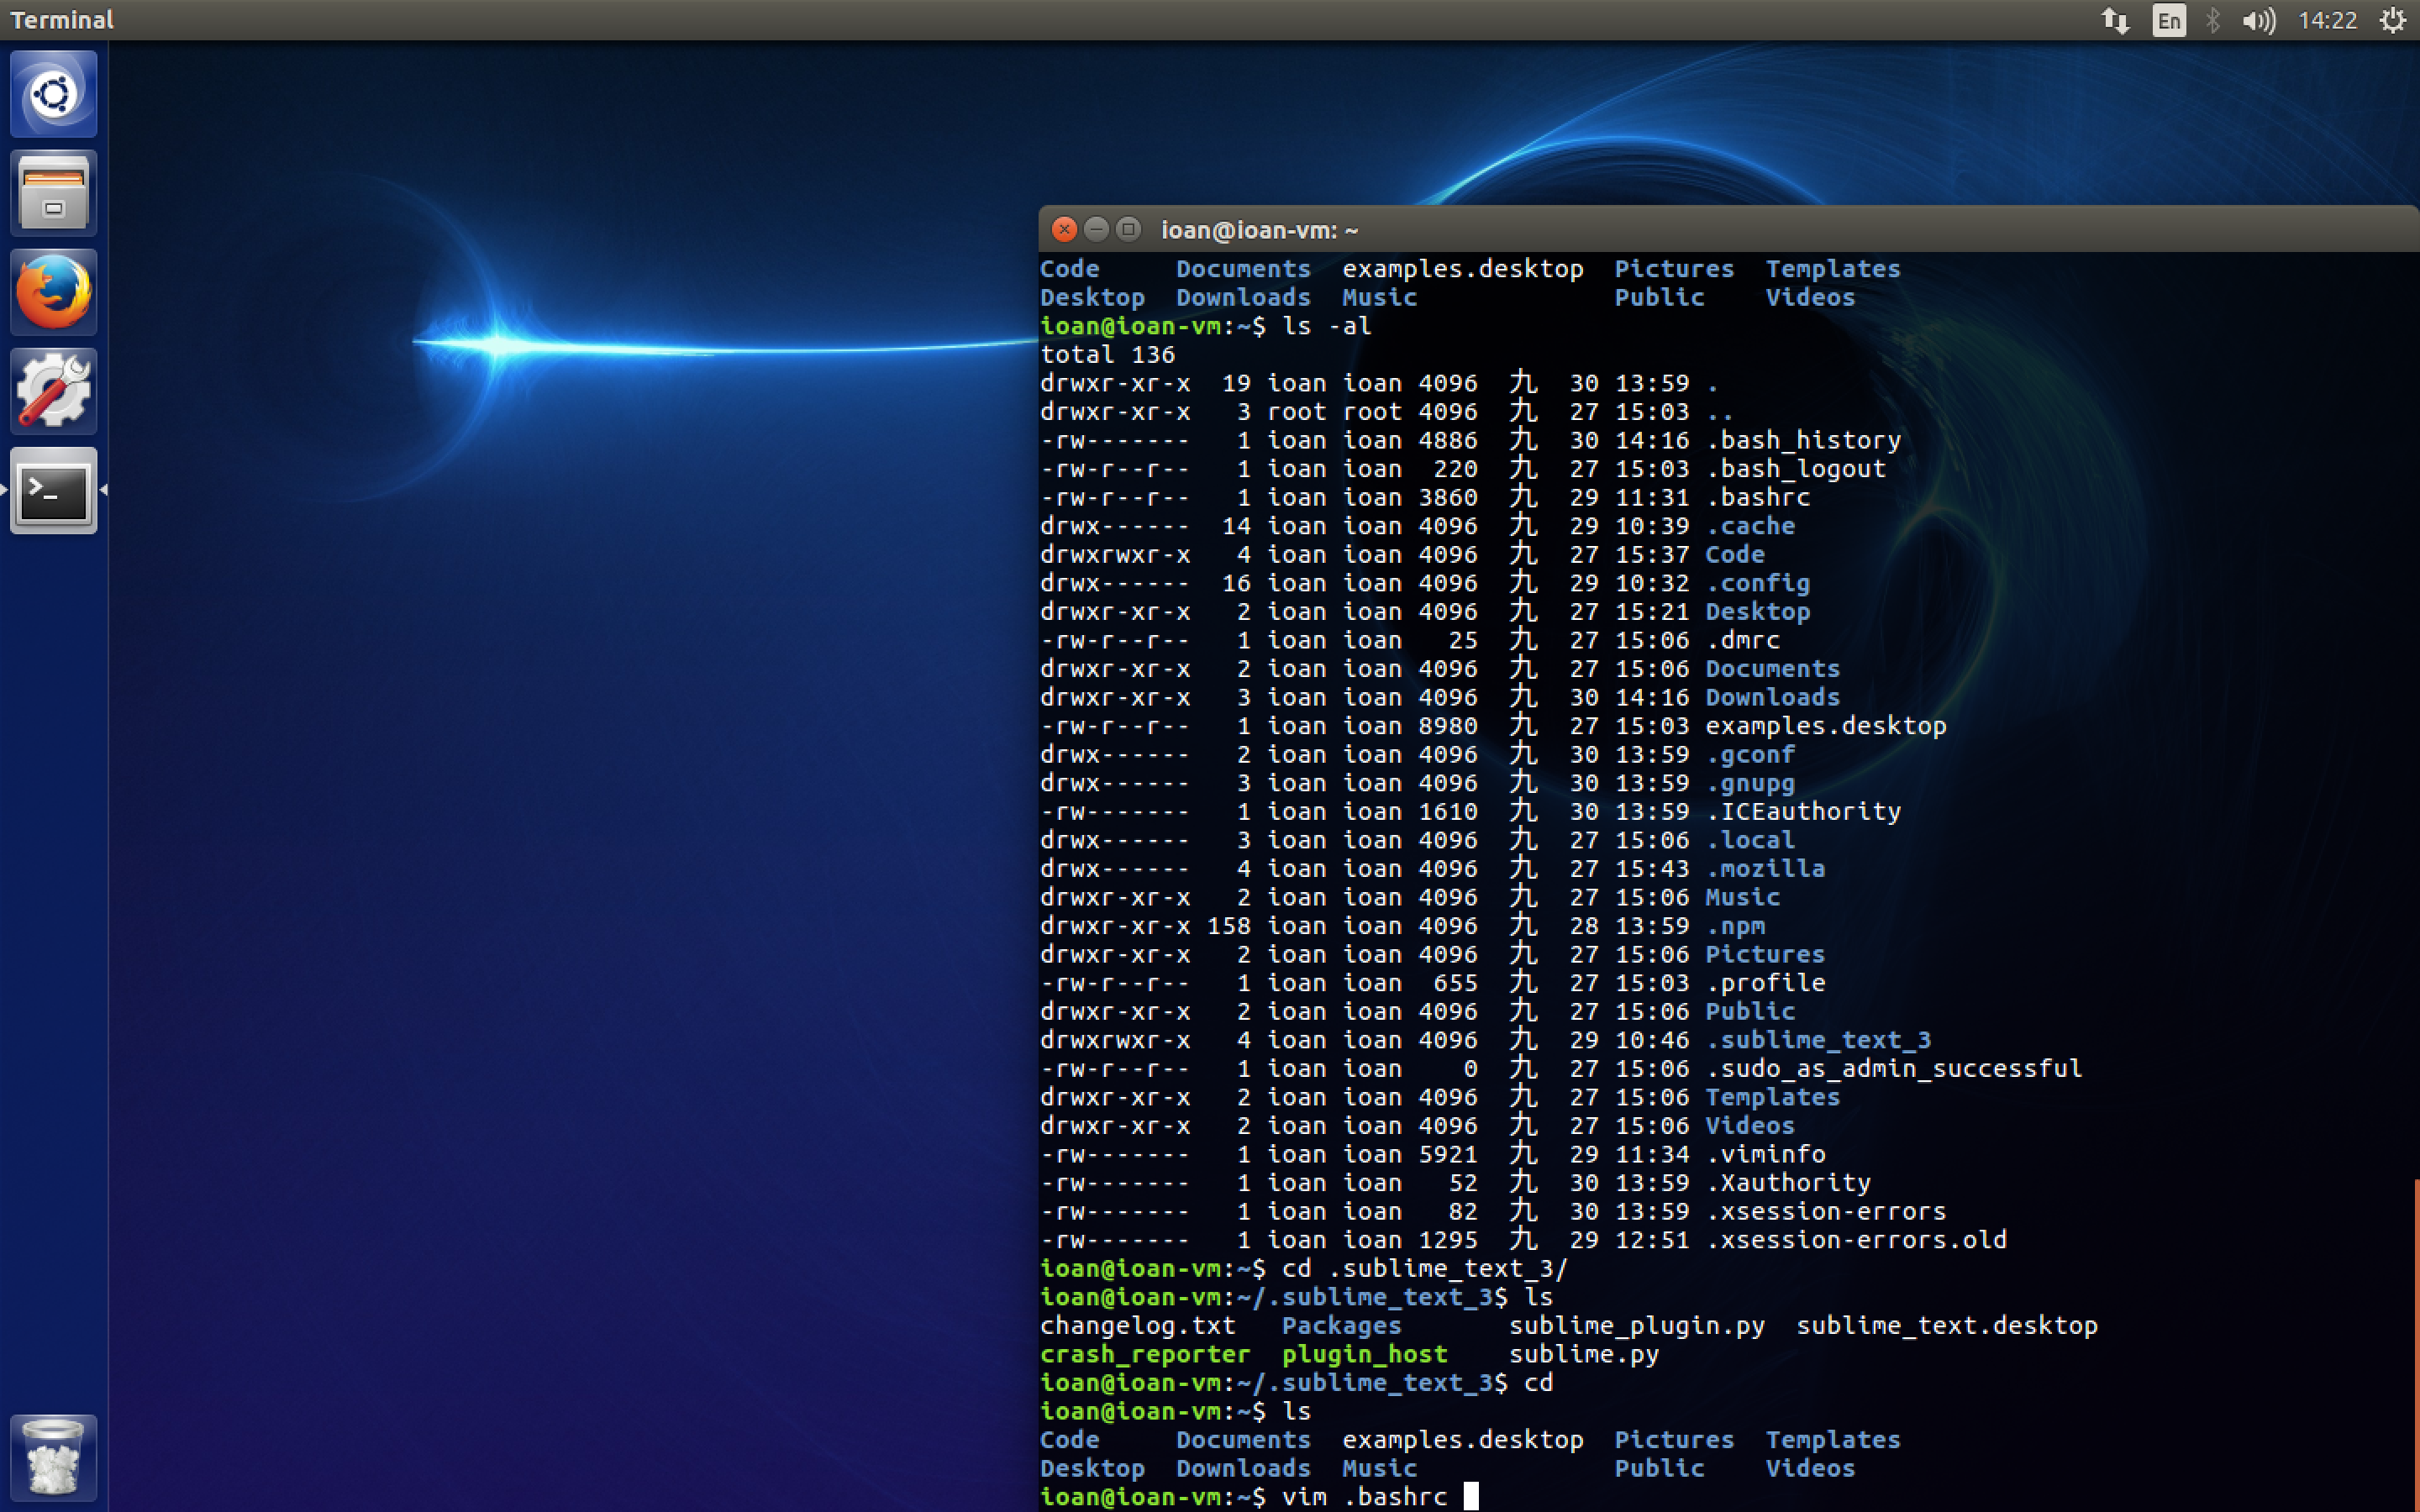 Terminal
En
14:22
ioan@ioan-vm: ~
Code Documents examples.desktop Pictures Templates
Desktop Downloads Music Public Videos
ioan@ioan-vm:~$ ls -al
total 136
drwxr-xr-x 19 ioan ioan 4096 九 30 13:59 .
drwxr-xr-x 3 root root 4096 九 27 15:03 ..
-rw------- 1 ioan ioan 4886 九 30 14:16 .bash_history
-rw-r--r-- 1 ioan ioan 220 九 27 15:03 .bash_logout
-rw-r--r-- 1 ioan ioan 3860 九 29 11:31 .bashrc
drwx------ 14 ioan ioan 4096 九 29 10:39 .cache
drwxrwxr-x 4 ioan ioan 4096 九 27 15:37 Code
drwx------ 16 ioan ioan 4096 九 29 10:32 .config
drwxr-xr-x 2 ioan ioan 4096 九 27 15:21 Desktop
-rw-r--r-- 1 ioan ioan 25 九 27 15:06 .dmrc
drwxr-xr-x 2 ioan ioan 4096 九 27 15:06 Documents
drwxr-xr-x 3 ioan ioan 4096 九 30 14:16 Downloads
-rw-r--r-- 1 ioan ioan 8980 九 27 15:03 examples.desktop
drwx------ 2 ioan ioan 4096 九 30 13:59 .gconf
drwx------ 3 ioan ioan 4096 九 30 13:59 .gnupg
-rw------- 1 ioan ioan 1610 九 30 13:59 .ICEauthority
drwx------ 3 ioan ioan 4096 九 27 15:06 .local
drwx------ 4 ioan ioan 4096 九 27 15:43 .mozilla
drwxr-xr-x 2 ioan ioan 4096 九 27 15:06 Music
drwxr-xr-x 158 ioan ioan 4096 九 28 13:59 .npm
drwxr-xr-x 2 ioan ioan 4096 九 27 15:06 Pictures
-rw-r--r-- 1 ioan ioan 655 九 27 15:03 .profile
drwxr-xr-x 2 ioan ioan 4096 九 27 15:06 Public
drwxrwxr-x 4 ioan ioan 4096 九 29 10:46 .sublime_text_3
-rw-r--r-- 1 ioan ioan 0 九 27 15:06 .sudo_as_admin_successful
drwxr-xr-x 2 ioan ioan 4096 九 27 15:06 Templates
drwxr-xr-x 2 ioan ioan 4096 九 27 15:06 Videos
-rw------- 1 ioan ioan 5921 九 29 11:34 .viminfo
-rw------- 1 ioan ioan 52 九 30 13:59 .Xauthority
-rw------- 1 ioan ioan 82 九 30 13:59 .xsession-errors
-rw------- 1 ioan ioan 1295 九 29 12:51 .xsession-errors.old
ioan@ioan-vm:~$ cd .sublime_text_3/
ioan@ioan-vm:~/.sublime_text_3$ ls
changelog.txt Packages sublime_plugin.py sublime_text.desktop
crash_reporter plugin_host sublime.py
ioan@ioan-vm:~/.sublime_text_3$ cd
ioan@ioan-vm:~$ ls
Code Documents examples.desktop Pictures Templates
Desktop Downloads Music Public Videos
ioan@ioan-vm:~$ vim .bashrc